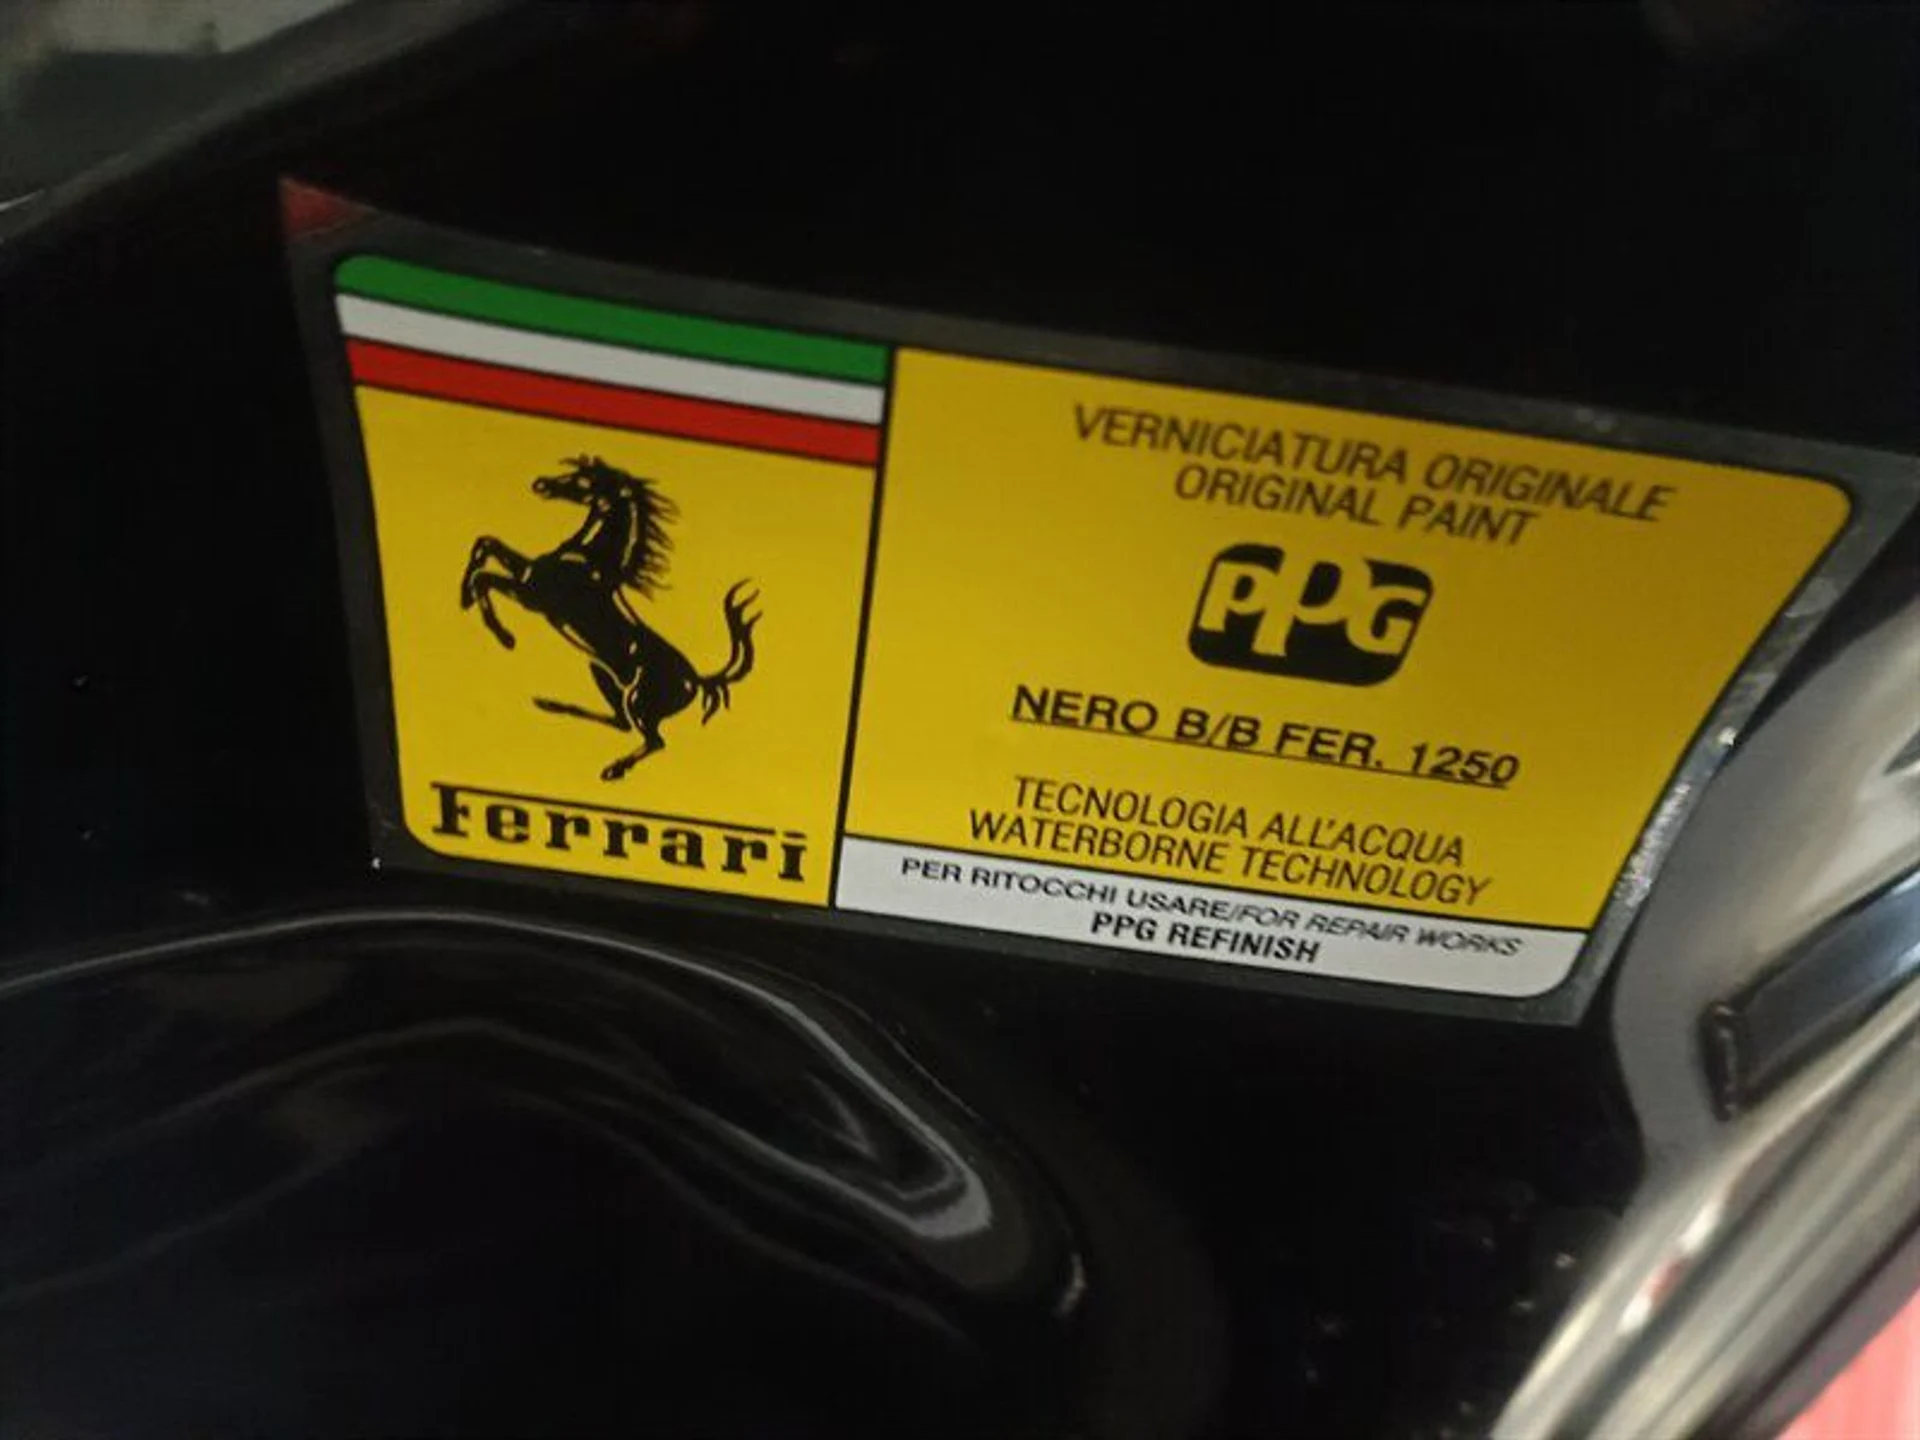 Ferrari
VERNICIATURA ORIGINALE
ORIGINAL PAINT
PPG
NERO B/B FER. 1250
TECNOLOGIA ALL'ACQUA
WATERBORNE TECHNOLOGY
PER RITOCCHI USARE/FOR REPAIR WORKS
PPG REFINISH